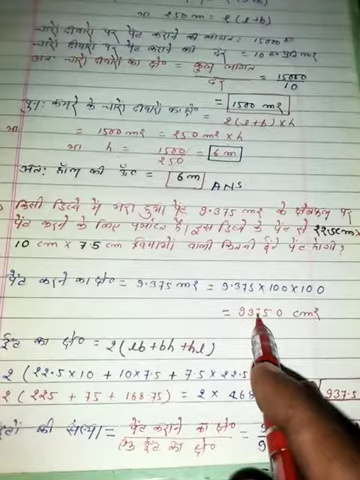 या 250 m = 2 (l+b)
चारों दीवारों पर पेंट कराने का लागत = 15000 ₹
चारों दीवारों पर पेंट कराने की दर = 10 ₹ प्रति m²
अतः चारों दीवारों का क्षे० = कुल लागत / दर = 15000 / 10
= 1500 m²
पुनः कमरे के चारों दीवारों का क्षे० = 2(l+b)×h
या = 1500 m² = 250 m × h
या h = 1500 / 250 = 6m
अतः हॉल की ऊँ० = 6m ANS
किसी डिब्बे में भरा हुआ पेंट 9.375 m² के क्षेत्रफल पर
पेंट करने के लिए पर्याप्त है। इस डिब्बे के पेंट से 22.5cm ×
10 cm × 7.5 cm विमाओं वाली कितनी ईंटें पेंट होगी?
पेंट करने का क्षे० = 9.375 m² = 9.375 × 100 × 100
= 93750 cm²
ईंट का क्षे० = 2(lb + bh + hl)
2 (22.5×10 + 10×7.5 + 7.5×22.5
2 (225 + 75 + 168.75) = 2 × 468 937.5
ईंटों की संख्या = पेंट कराने का क्षे० / ईंट का क्षे०